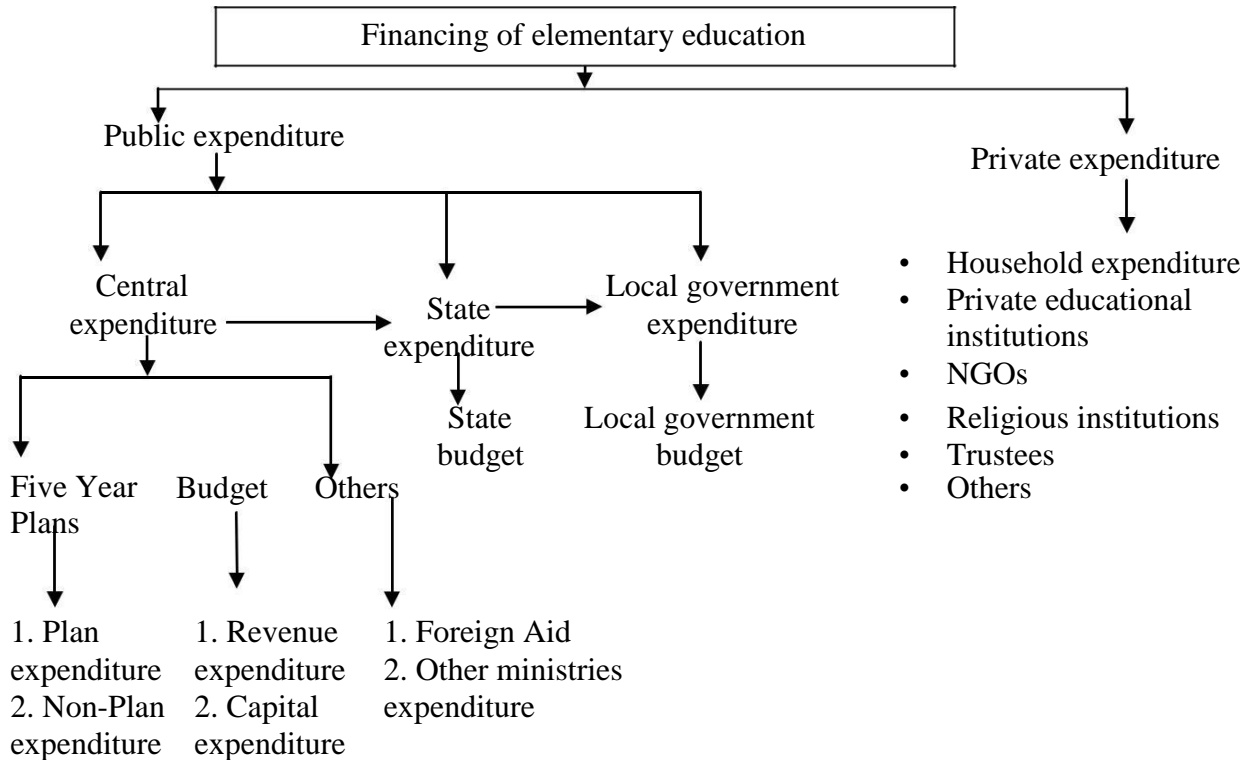 Financing of elementary education
Public expenditure
Private expenditure
Central
expenditure
State
expenditure
Local government
expenditure
State
budget
Local government
budget
• Household expenditure
• Private educational
institutions
• NGOs
• Religious institutions
• Trustees
• Others
Five Year
Plans
Budget
Others
1. Plan
expenditure
2. Non-Plan
expenditure
1. Revenue
expenditure
2. Capital
expenditure
1. Foreign Aid
2. Other ministries
expenditure